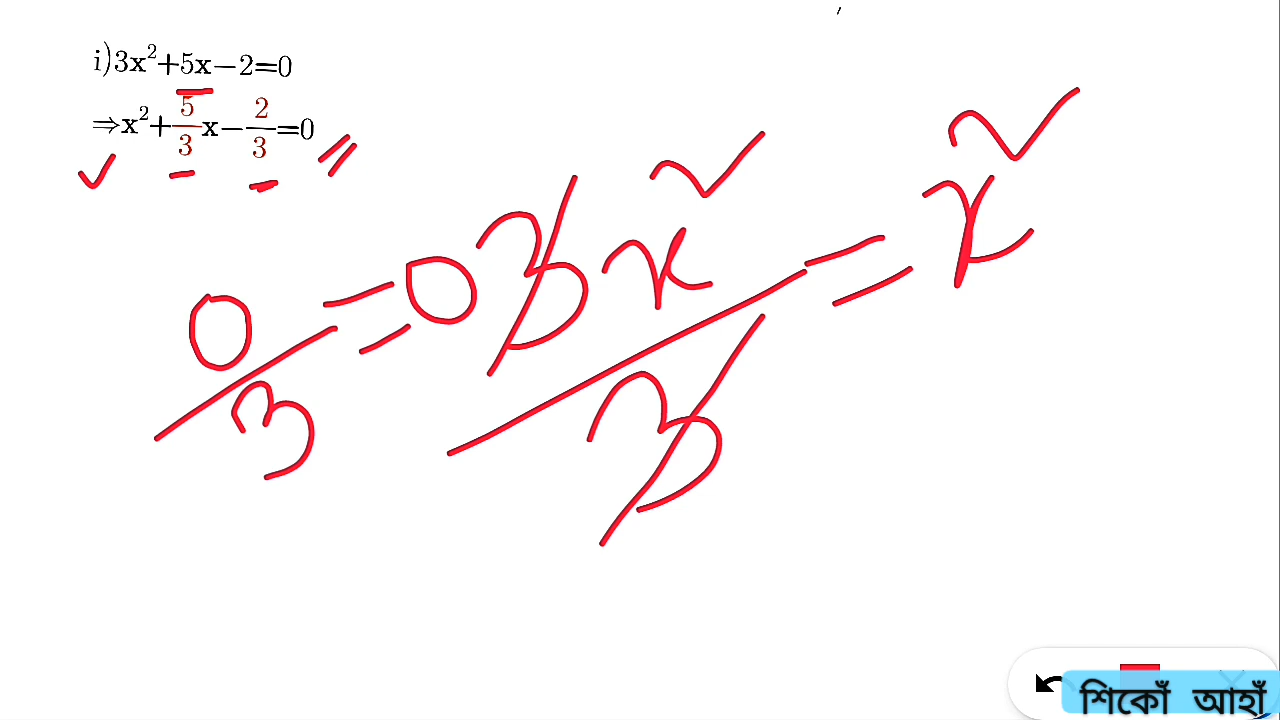 i)3x²+5x−2=0
⇒x²+5/3x−2/3=0
0/3=0
3x²/3=x²
শিকোঁ আহাঁ